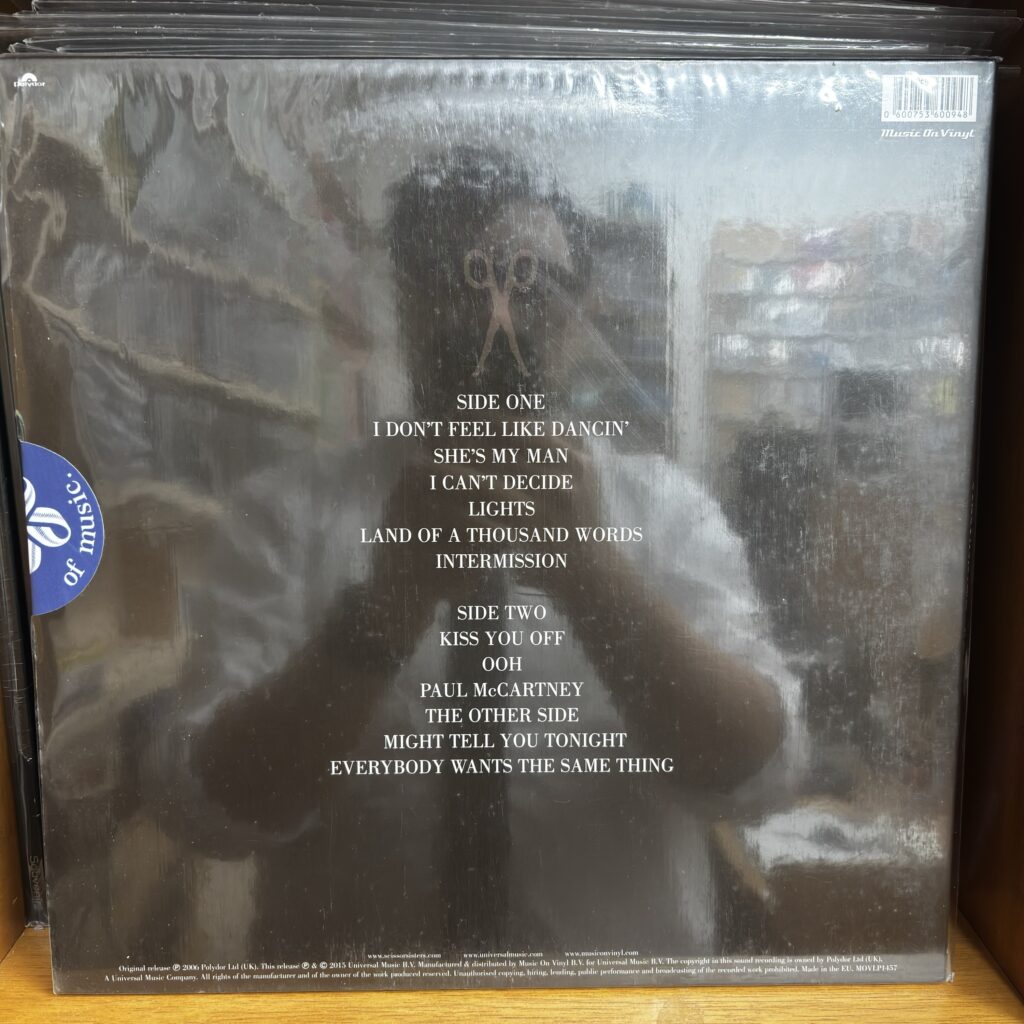 polydor
0 600753 600948
Music On Vinyl
SIDE ONE
I DON'T FEEL LIKE DANCIN'
SHE'S MY MAN
I CAN'T DECIDE
LIGHTS
LAND OF A THOUSAND WORDS
INTERMISSION
of music.
SIDE TWO
KISS YOU OFF
OOH
PAUL McCARTNEY
THE OTHER SIDE
MIGHT TELL YOU TONIGHT
EVERYBODY WANTS THE SAME THING
www.scissorsisters.com www.universalmusic.com www.musiconvinyl.com
Original release ℗ 2006 Polydor Ltd (UK). This release ℗ & © 2015 Universal Music B.V. Manufactured & distributed by Music On Vinyl B.V. for Universal Music B.V. The copyright in this sound recording is owned by Polydor Ltd (UK).
A Universal Music Company. All rights of the manufacturer and of the owner of the work produced reserved. Unauthorised copying, hiring, lending, public performance and broadcasting of the recorded work prohibited. Made in the EU. MOVLP1457